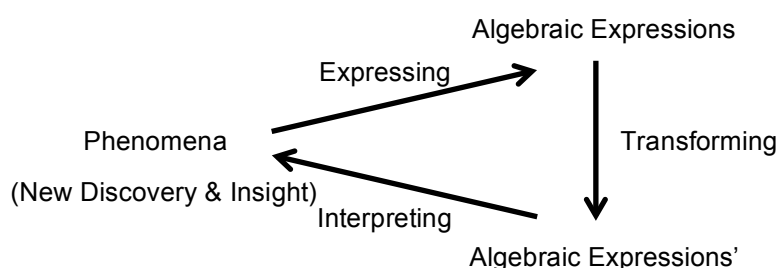 Algebraic Expressions
Expressing
Phenomena
Transforming
(New Discovery & Insight)
Interpreting
Algebraic Expressions’